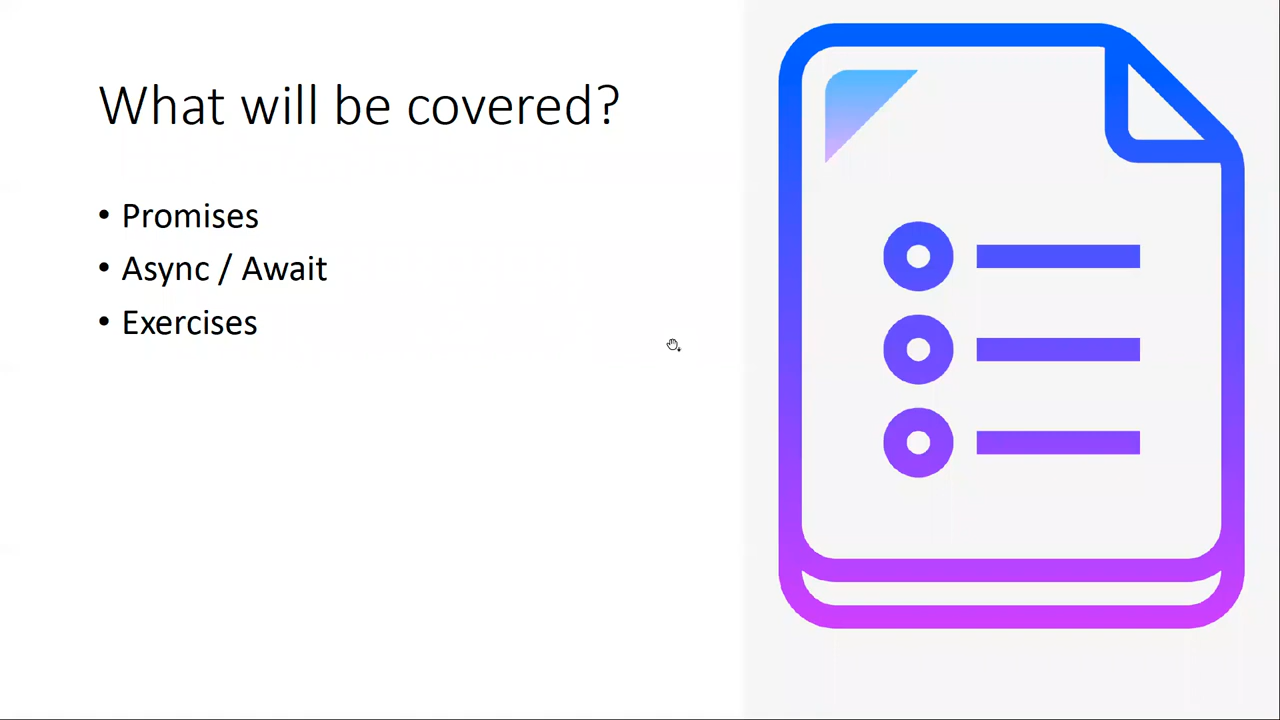 What will be covered?
• Promises
• Async / Await
• Exercises